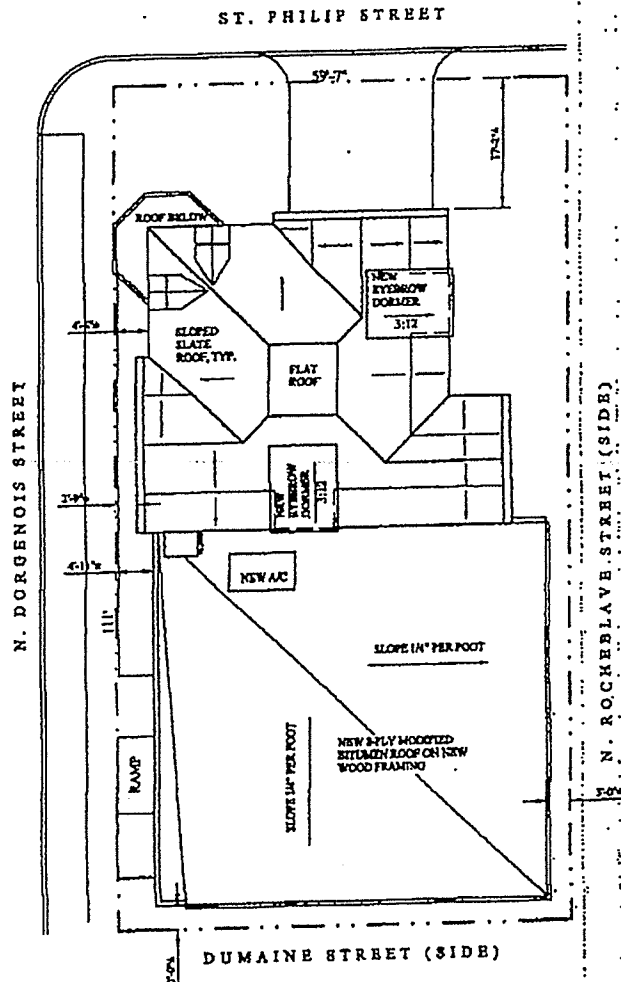 ST. PHILIP STREET
59'-7"
ROOF BELOW
NEW
EYEBROW
DORMER
3:12
SLOPED
SLATE
ROOF, TYP.
FLAT
ROOF
N. DORGENOIS STREET
NEW
EYEBROW
DORMER
3:12
N. ROCHEBLAVE STREET (SIDE)
NEW A/C
111'
SLOPE 1/4" PER FOOT
SLOPE 1/4" PER FOOT
NEW 2-PLY MODIFIED
BITUMEN ROOF ON NEW
WOOD FRAMING
RAMP
DUMAINE STREET (SIDE)